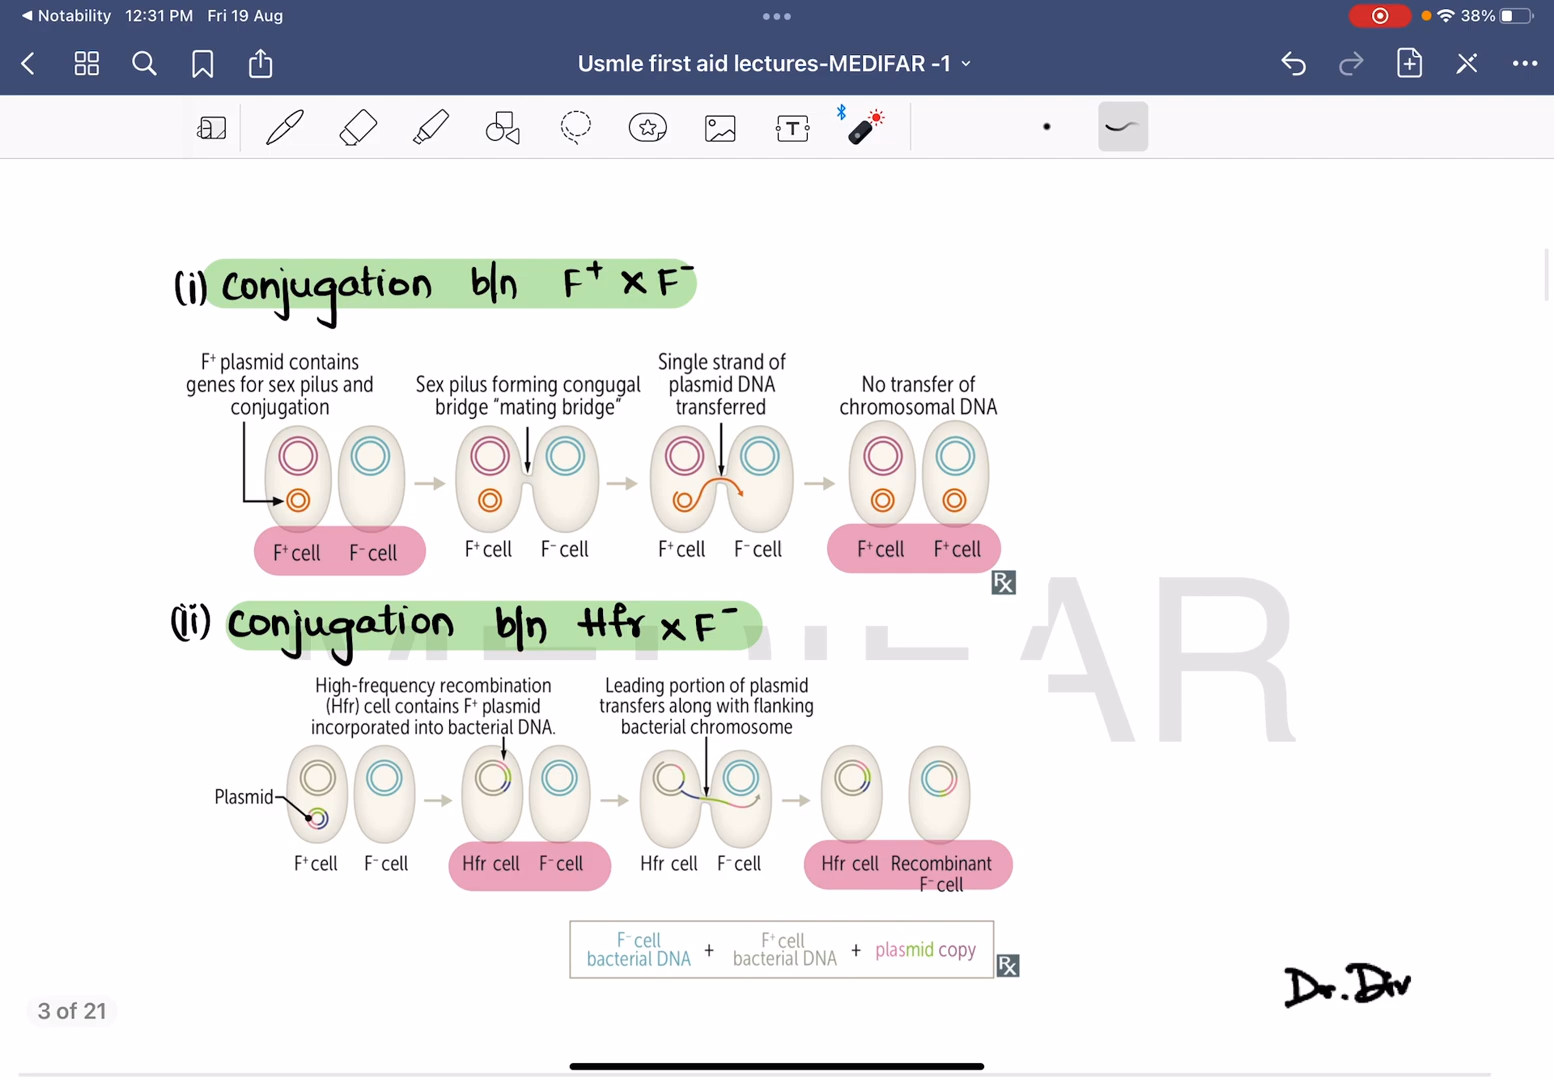 Notability 12:31 PM Fri 19 Aug
38%
Usmle first aid lectures-MEDIFAR -1
T
(i) Conjugation b/n F⁺ × F⁻
F⁺ plasmid contains
genes for sex pilus and
conjugation
Sex pilus forming congugal
bridge “mating bridge”
Single strand of
plasmid DNA
transferred
No transfer of
chromosomal DNA
F⁺ cell F⁻ cell F⁺ cell F⁻ cell F⁺ cell F⁻ cell F⁺ cell F⁺ cell
Rx
(ii) Conjugation b/n Hfr × F⁻
MEDIFAR
High-frequency recombination
(Hfr) cell contains F⁺ plasmid
incorporated into bacterial DNA.
Leading portion of plasmid
transfers along with flanking
bacterial chromosome
Plasmid
F⁺ cell F⁻ cell Hfr cell F⁻ cell Hfr cell F⁻ cell Hfr cell Recombinant
F⁻ cell
F⁻ cell
bacterial DNA
+
F⁺ cell
bacterial DNA
+
plasmid copy
Rx
Dr. Div
3 of 21